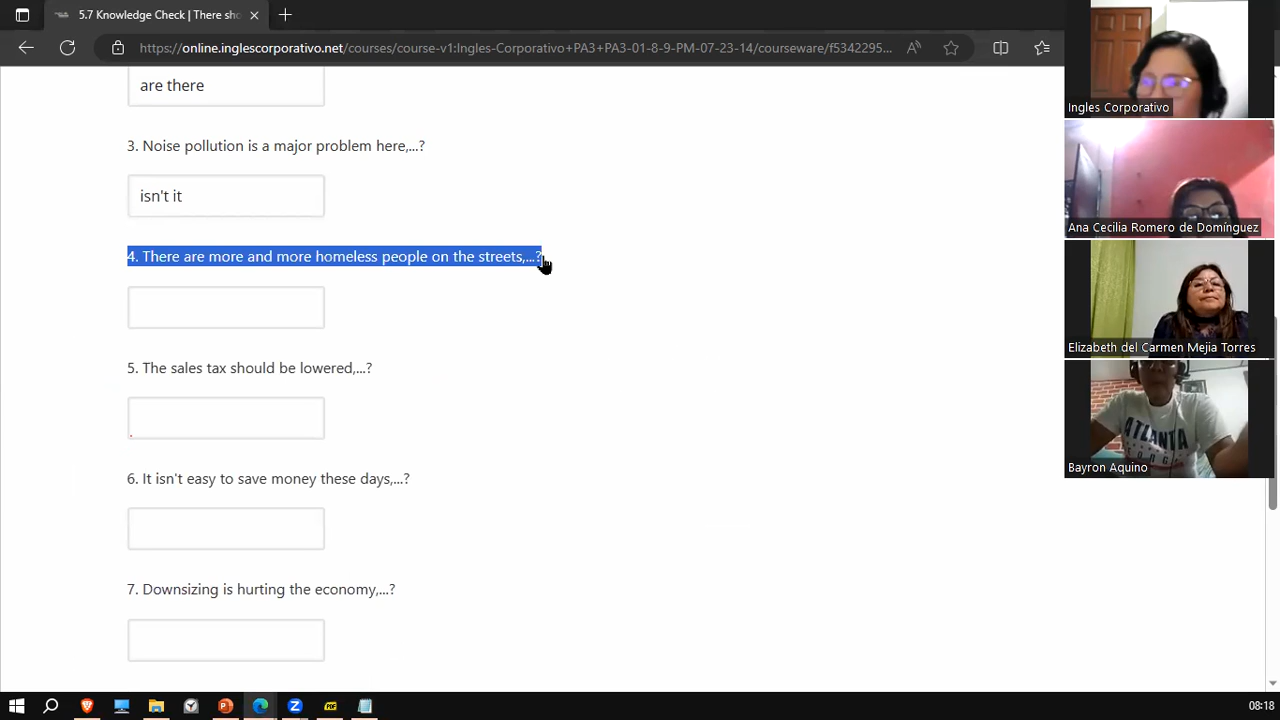 5.7 Knowledge Check | There sho
https://online.inglescorporativo.net/courses/course-v1:Ingles-Corporativo+PA3+PA3-01-8-9-PM-07-23-14/courseware/f5342295...
are there
3. Noise pollution is a major problem here,...?
isn't it
4. There are more and more homeless people on the streets,...?
5. The sales tax should be lowered,...?
6. It isn't easy to save money these days,...?
7. Downsizing is hurting the economy,...?
Ingles Corporativo
Ana Cecilia Romero de Domínguez
Elizabeth del Carmen Mejia Torres
ATLANTA
Bayron Aquino
08:18